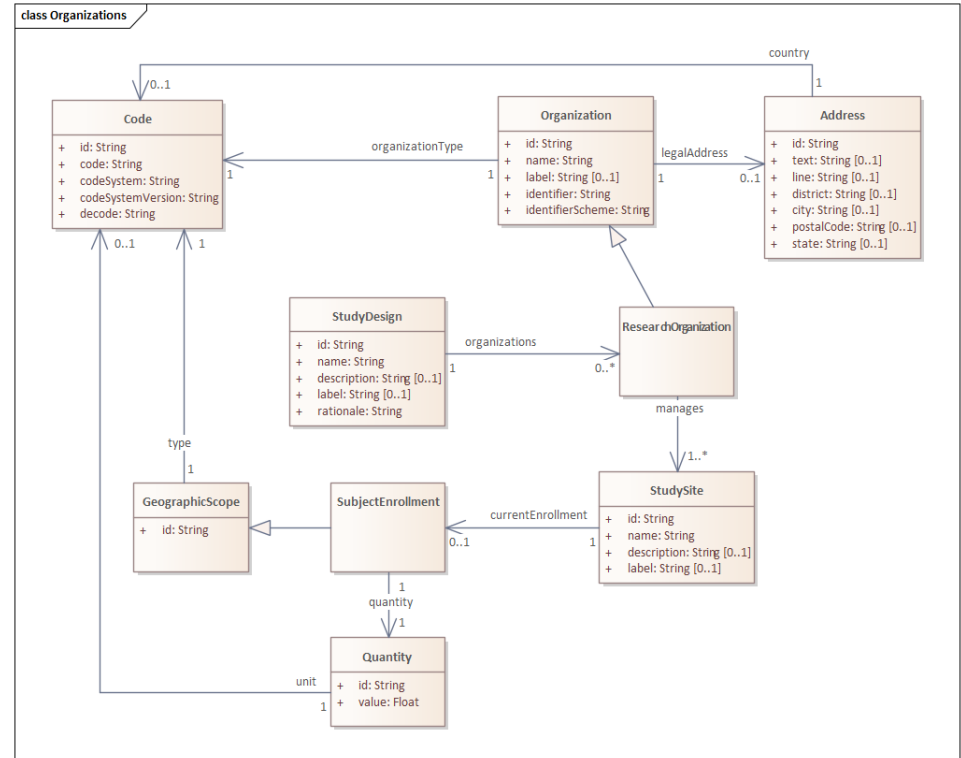 class Organizations
country
0..1
1
Code
+ id: String
+ code: String
+ codeSystem: String
+ codeSystemVersion: String
+ decode: String
organizationType
1
1
Organization
+ id: String
+ name: String
+ label: String [0..1]
+ identifier: String
+ identifierScheme: String
legalAddress
1
0..1
Address
+ id: String
+ text: String [0..1]
+ line: String [0..1]
+ district: String [0..1]
+ city: String [0..1]
+ postalCode: String [0..1]
+ state: String [0..1]
0..1
1
StudyDesign
+ id: String
+ name: String
+ description: String [0..1]
+ label: String [0..1]
+ rationale: String
organizations
1
0..*
ResearchOrganization
manages
1..*
type
1
GeographicScope
+ id: String
SubjectEnrollment
currentEnrollment
0..1
1
StudySite
+ id: String
+ name: String
+ description: String [0..1]
+ label: String [0..1]
1
quantity
1
Quantity
+ id: String
+ value: Float
unit
1